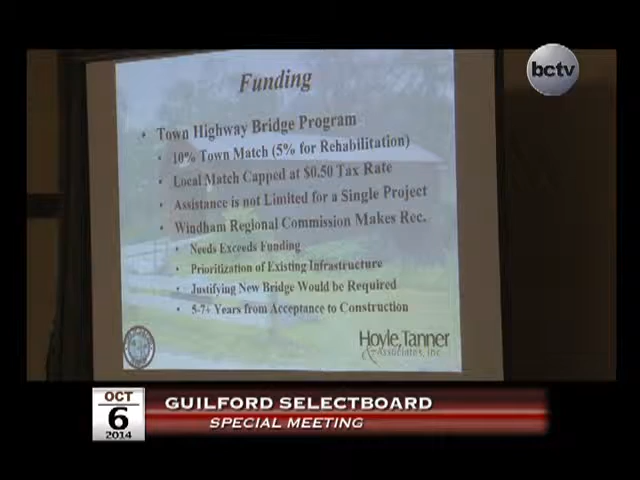 bctv
Funding
• Town Highway Bridge Program
• 10% Town Match (5% for Rehabilitation)
• Local Match Capped at $0.50 Tax Rate
• Assistance is not Limited for a Single Project
• Windham Regional Commission Makes Rec.
• Needs Exceeds Funding
• Prioritization of Existing Infrastructure
• Justifying New Bridge Would be Required
• 5-7+ Years from Acceptance to Construction
Hoyle, Tanner
& Associates, Inc.
OCT
6
2014
GUILFORD SELECTBOARD
SPECIAL MEETING